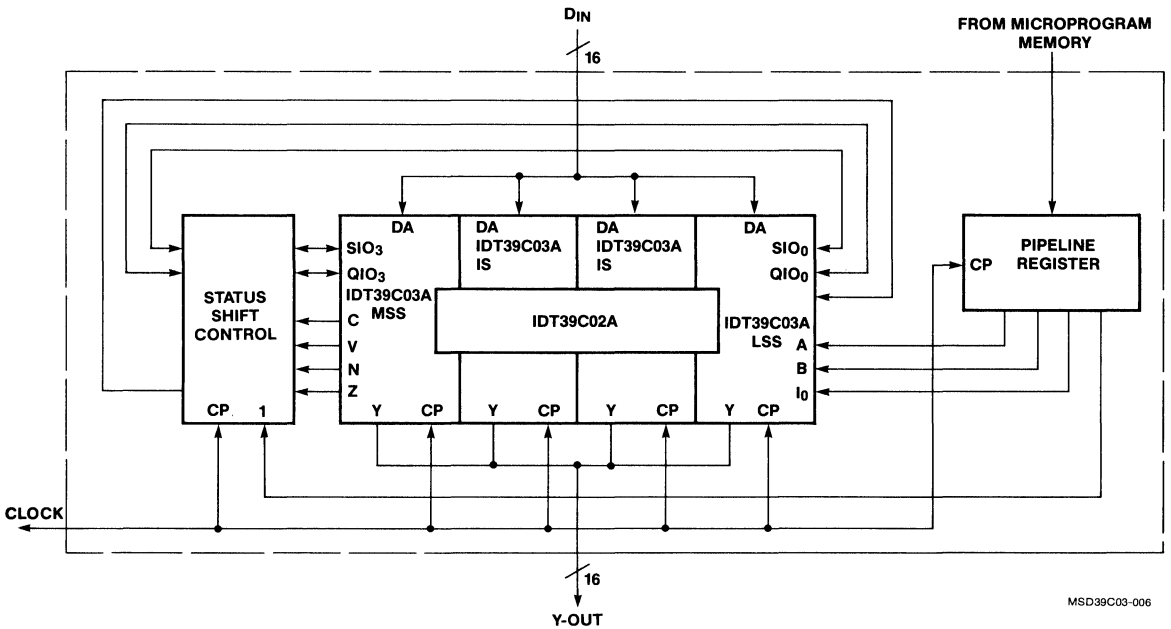 DIN
16
FROM MICROPROGRAM
MEMORY
STATUS
SHIFT
CONTROL
CP
1
DA
SIO3
QIO3
IDT39C03A
MSS
C
V
N
Z
Y
CP
DA
IDT39C03A
IS
Y
CP
DA
IDT39C03A
IS
Y
CP
IDT39C02A
DA
SIO0
QIO0
IDT39C03A
LSS
A
B
I0
Y
CP
PIPELINE
REGISTER
CP
CLOCK
16
Y-OUT
MSD39C03-006